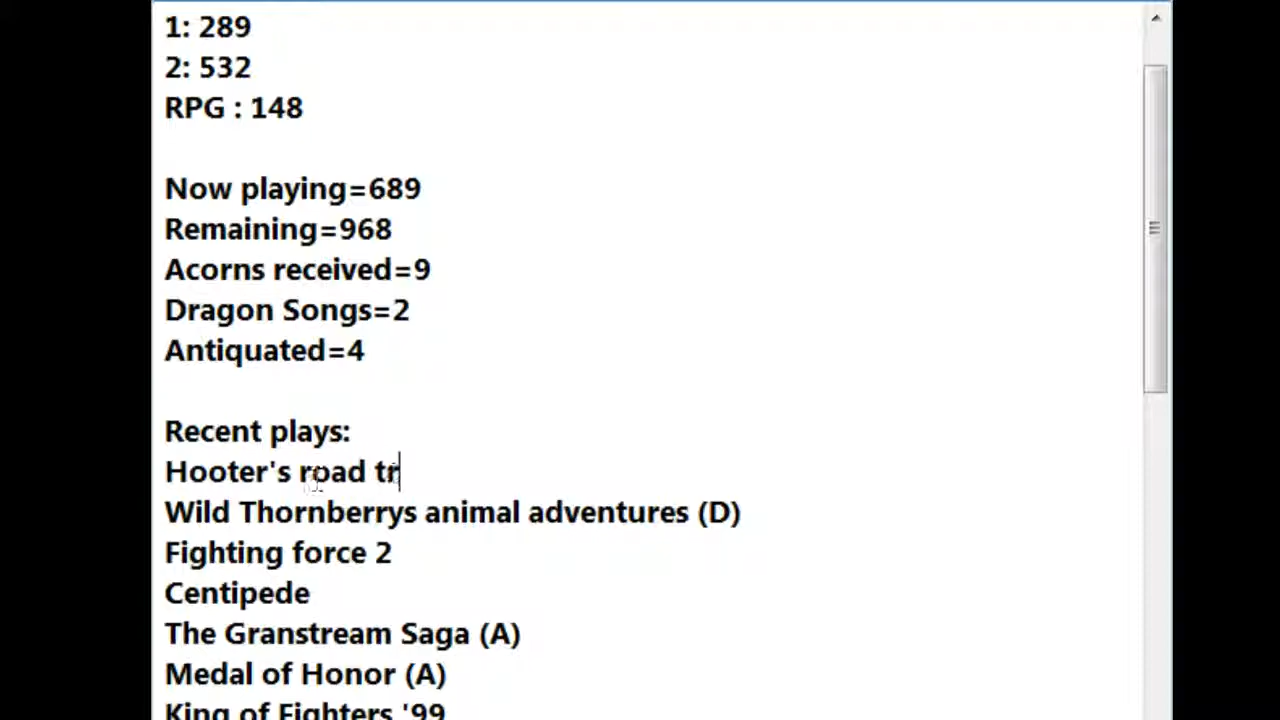 1: 289
2: 532
RPG : 148
Now playing=689
Remaining=968
Acorns received=9
Dragon Songs=2
Antiquated=4
Recent plays:
Hooter's road tr
Wild Thornberrys animal adventures (D)
Fighting force 2
Centipede
The Granstream Saga (A)
Medal of Honor (A)
King of Fighters '99